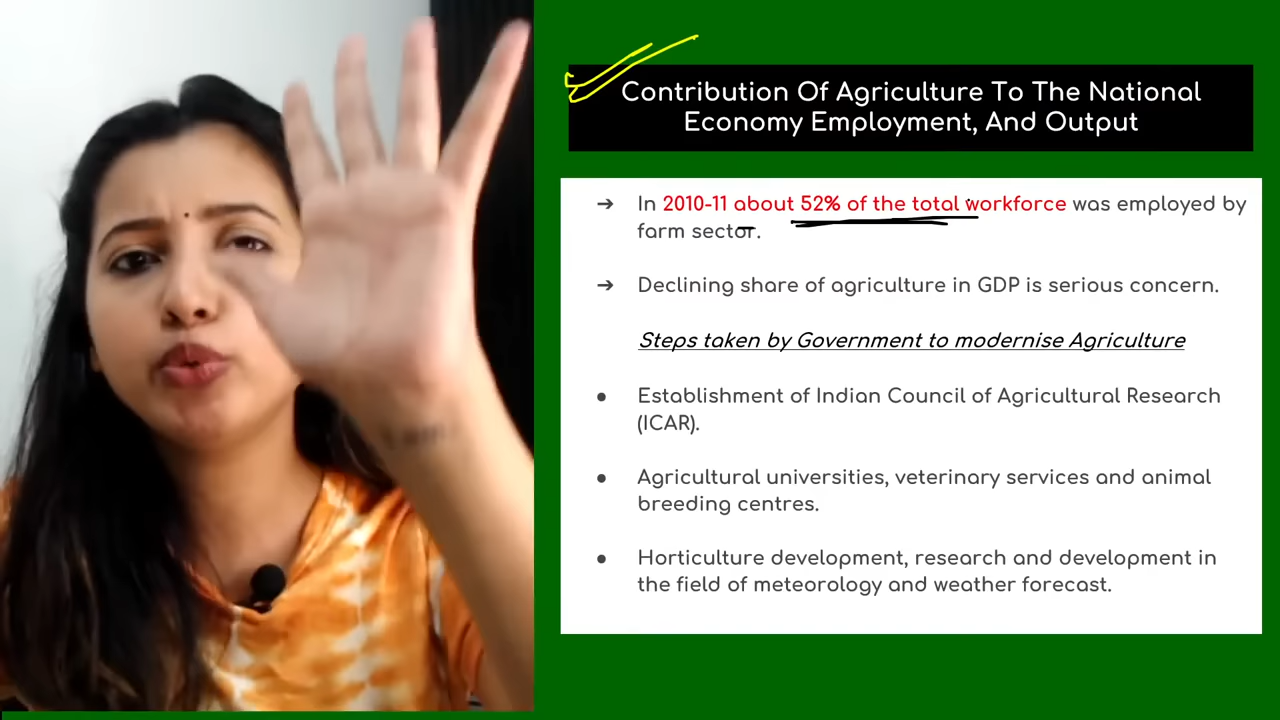 Contribution Of Agriculture To The National
Economy Employment, And Output
➔ In 2010-11 about 52% of the total workforce was employed by
farm sector.
➔ Declining share of agriculture in GDP is serious concern.
Steps taken by Government to modernise Agriculture
● Establishment of Indian Council of Agricultural Research
(ICAR).
● Agricultural universities, veterinary services and animal
breeding centres.
● Horticulture development, research and development in
the field of meteorology and weather forecast.